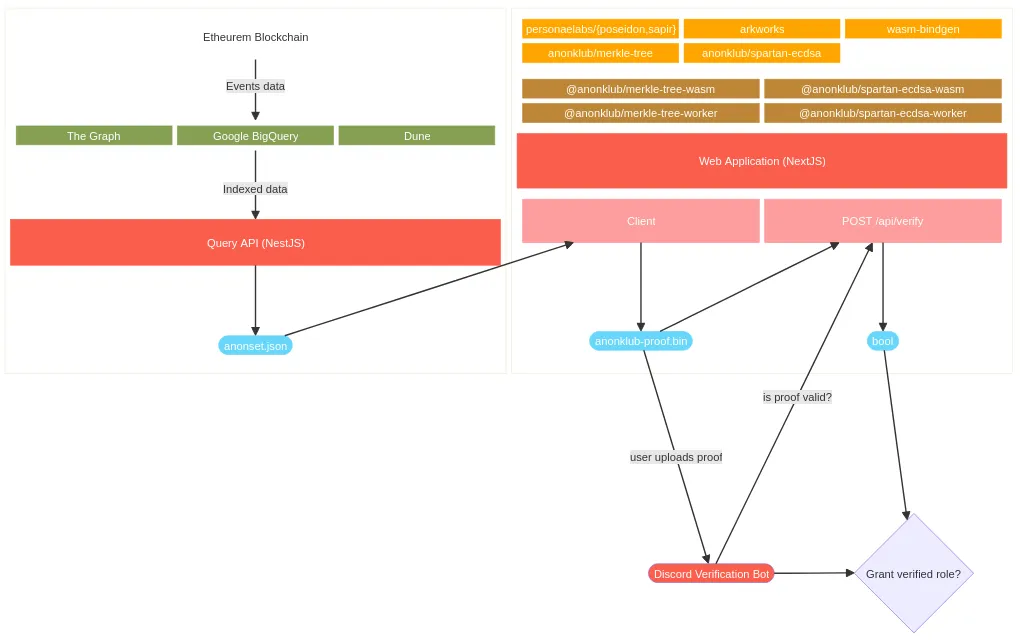 Etheurem Blockchain
Events data
The Graph
Google BigQuery
Dune
Indexed data
Query API (NestJS)
anonset.json
personaelabs/{poseidon,sapir}
arkworks
wasm-bindgen
anonklub/merkle-tree
anonklub/spartan-ecdsa
@anonklub/merkle-tree-wasm
@anonklub/spartan-ecdsa-wasm
@anonklub/merkle-tree-worker
@anonklub/spartan-ecdsa-worker
Web Application (NextJS)
Client
POST /api/verify
anonklub-proof.bin
bool
is proof valid?
user uploads proof
Discord Verification Bot
Grant verified role?